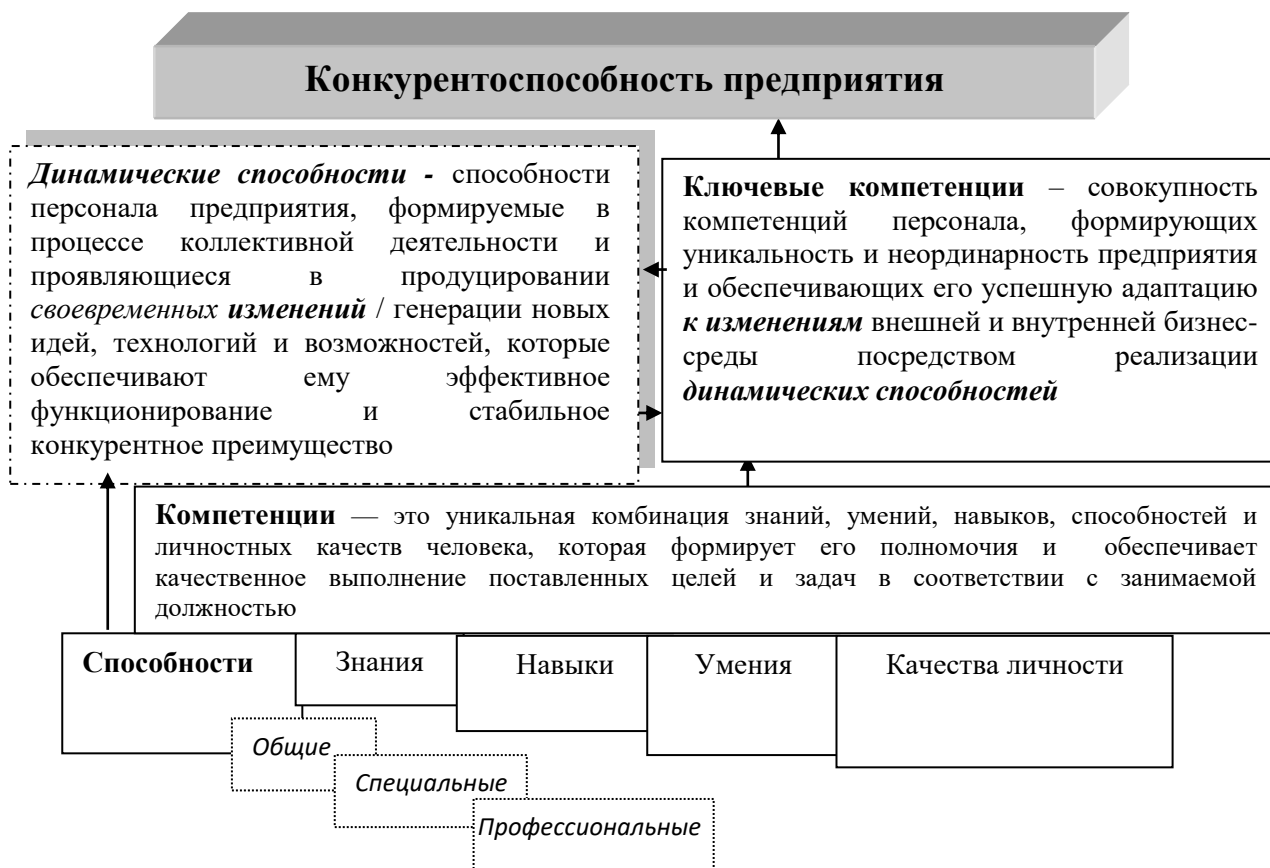 Конкурентоспособность предприятия
Динамические способности - способности
персонала предприятия, формируемые в
процессе коллективной деятельности и
проявляющиеся в продуцировании
своевременных изменений / генерации новых
идей, технологий и возможностей, которые
обеспечивают ему эффективное
функционирование и стабильное
конкурентное преимущество
Ключевые компетенции – совокупность
компетенций персонала, формирующих
уникальность и неординарность предприятия
и обеспечивающих его успешную адаптацию
к изменениям внешней и внутренней бизнес-
среды посредством реализации
динамических способностей
Компетенции — это уникальная комбинация знаний, умений, навыков, способностей и
личностных качеств человека, которая формирует его полномочия и обеспечивает
качественное выполнение поставленных целей и задач в соответствии с занимаемой
должностью
Способности
Знания
Навыки
Умения
Качества личности
Общие
Специальные
Профессиональные